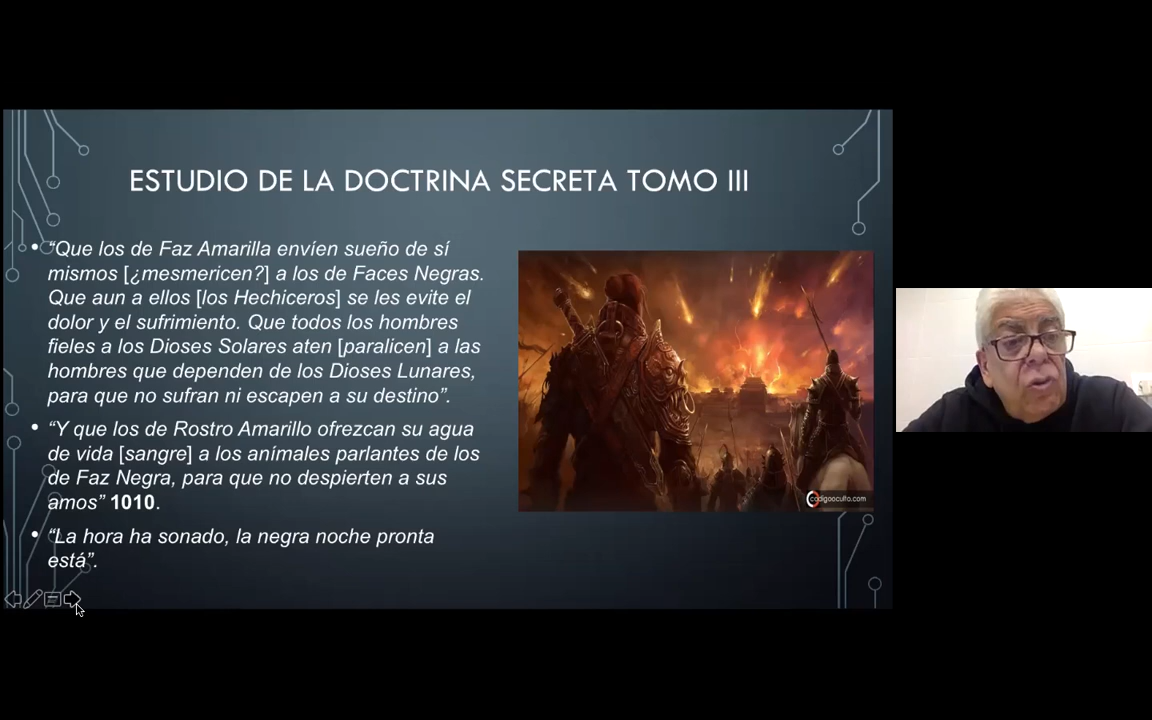 ESTUDIO DE LA DOCTRINA SECRETA TOMO III
• “Que los de Faz Amarilla envíen sueño de sí
mismos [¿mesmericen?] a los de Faces Negras.
Que aun a ellos [los Hechiceros] se les evite el
dolor y el sufrimiento. Que todos los hombres
fieles a los Dioses Solares aten [paralicen] a las
hombres que dependen de los Dioses Lunares,
para que no sufran ni escapen a su destino”.
• “Y que los de Rostro Amarillo ofrezcan su agua
de vida [sangre] a los anímales parlantes de los
de Faz Negra, para que no despierten a sus
amos” 1010.
• “La hora ha sonado, la negra noche pronta
está”.
codigooculto.com